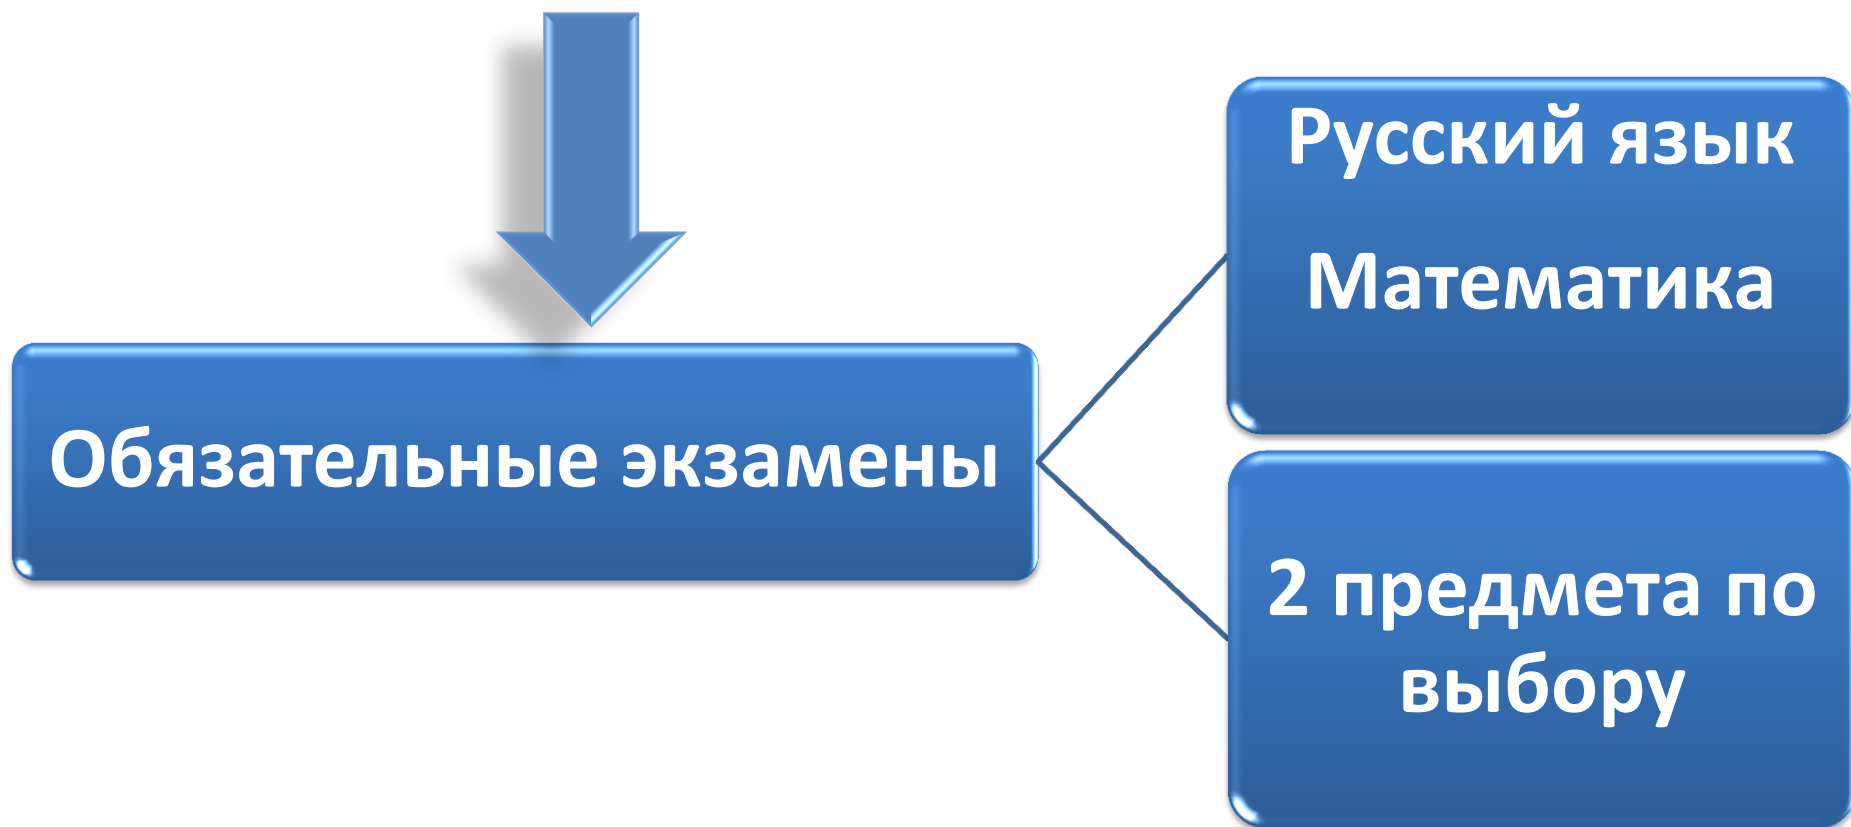 Обязательные экзамены
Русский язык
Математика
2 предмета по
выбору